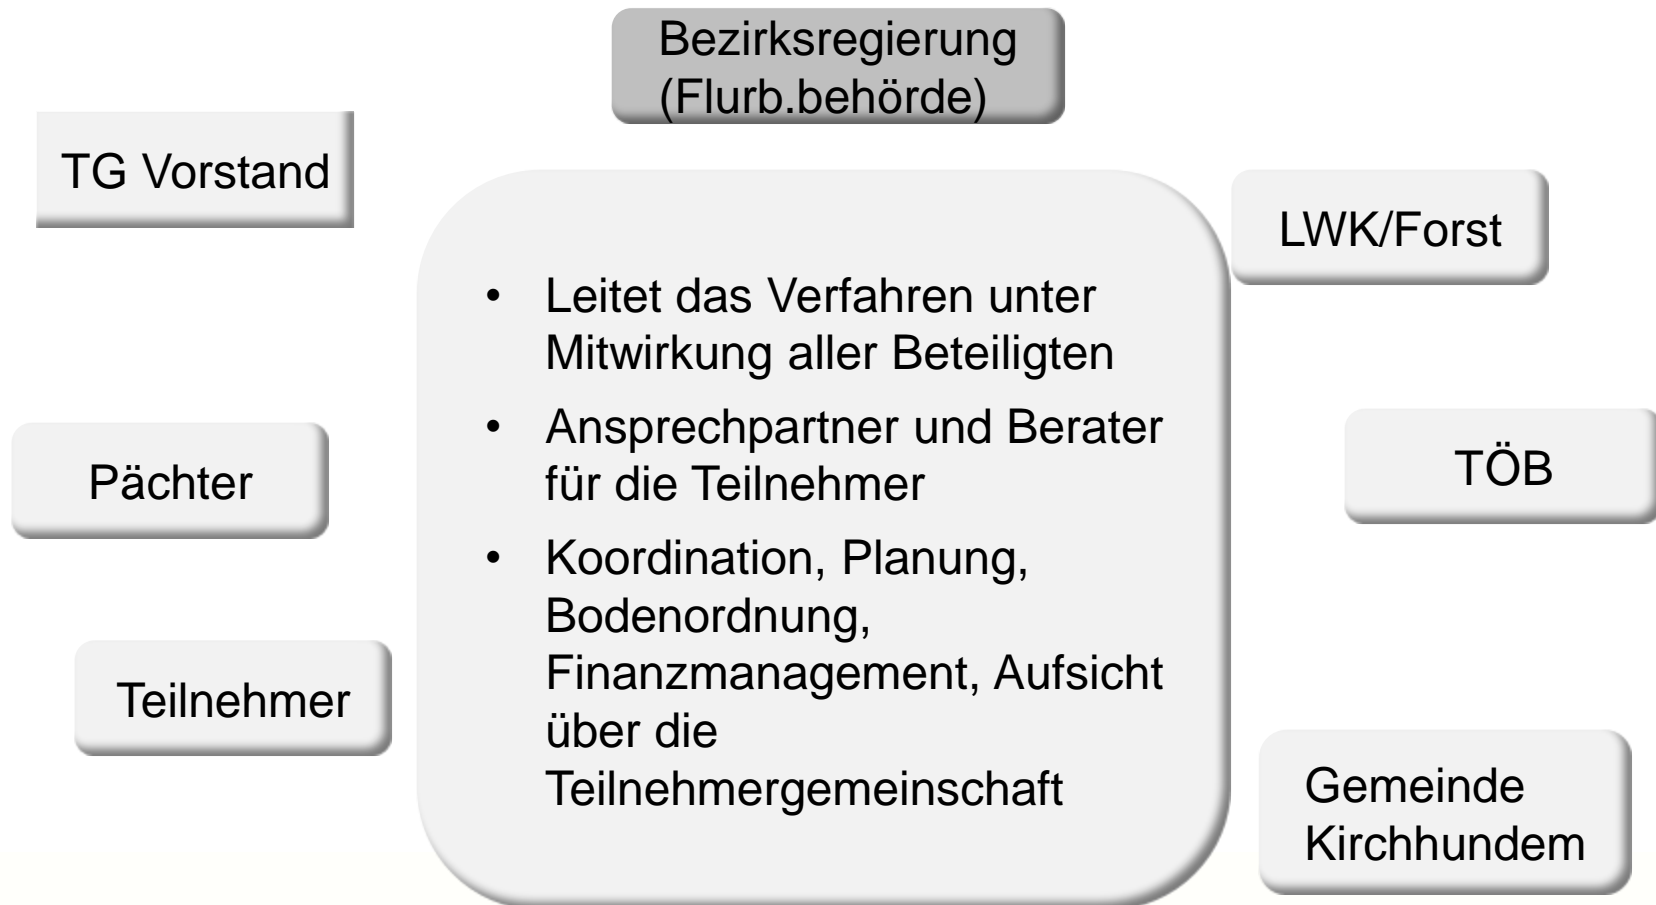 Bezirksregierung
(Flurb.behörde)
TG Vorstand
LWK/Forst
• Leitet das Verfahren unter
Mitwirkung aller Beteiligten
• Ansprechpartner und Berater
für die Teilnehmer
• Koordination, Planung,
Bodenordnung,
Finanzmanagement, Aufsicht
über die
Teilnehmergemeinschaft
Pächter
TÖB
Teilnehmer
Gemeinde
Kirchhundem